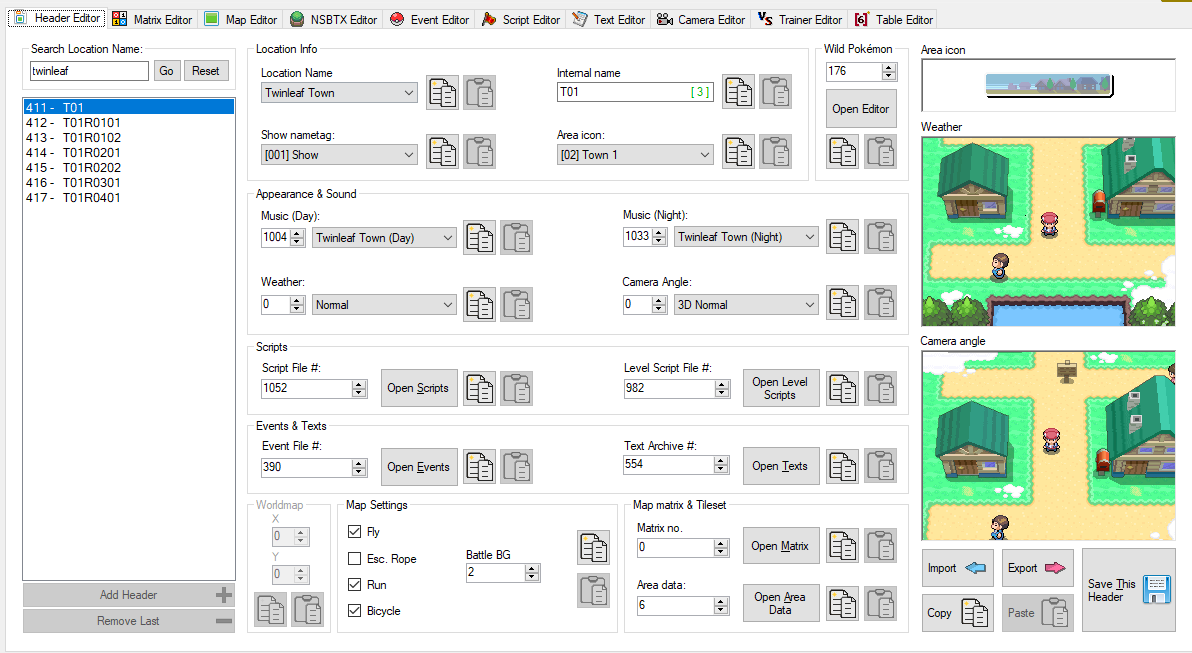 Header Editor
Matrix Editor
Map Editor
NSBTX Editor
Event Editor
Script Editor
Text Editor
Camera Editor
Trainer Editor
Table Editor
Search Location Name:
twinleaf
Go
Reset
411 - T01
412 - T01R0101
413 - T01R0102
414 - T01R0201
415 - T01R0202
416 - T01R0301
417 - T01R0401
Add Header
Remove Last
Location Info
Location Name
Twinleaf Town
Internal name
T01 [ 3 ]
Show nametag:
[001] Show
Area icon:
[02] Town 1
Wild Pokémon
176
Open Editor
Appearance & Sound
Music (Day):
1004
Twinleaf Town (Day)
Music (Night):
1033
Twinleaf Town (Night)
Weather:
0
Normal
Camera Angle:
0
3D Normal
Scripts
Script File #:
1052
Open Scripts
Level Script File #:
982
Open Level
Scripts
Events & Texts
Event File #:
390
Open Events
Text Archive #:
554
Open Texts
Worldmap
X
0
Y
0
Map Settings
Fly
Esc. Rope
Run
Bicycle
Battle BG
2
Map matrix & Tileset
Matrix no.
0
Open Matrix
Area data:
6
Open Area
Data
Area icon
Weather
Camera angle
Import
Export
Copy
Paste
Save This
Header